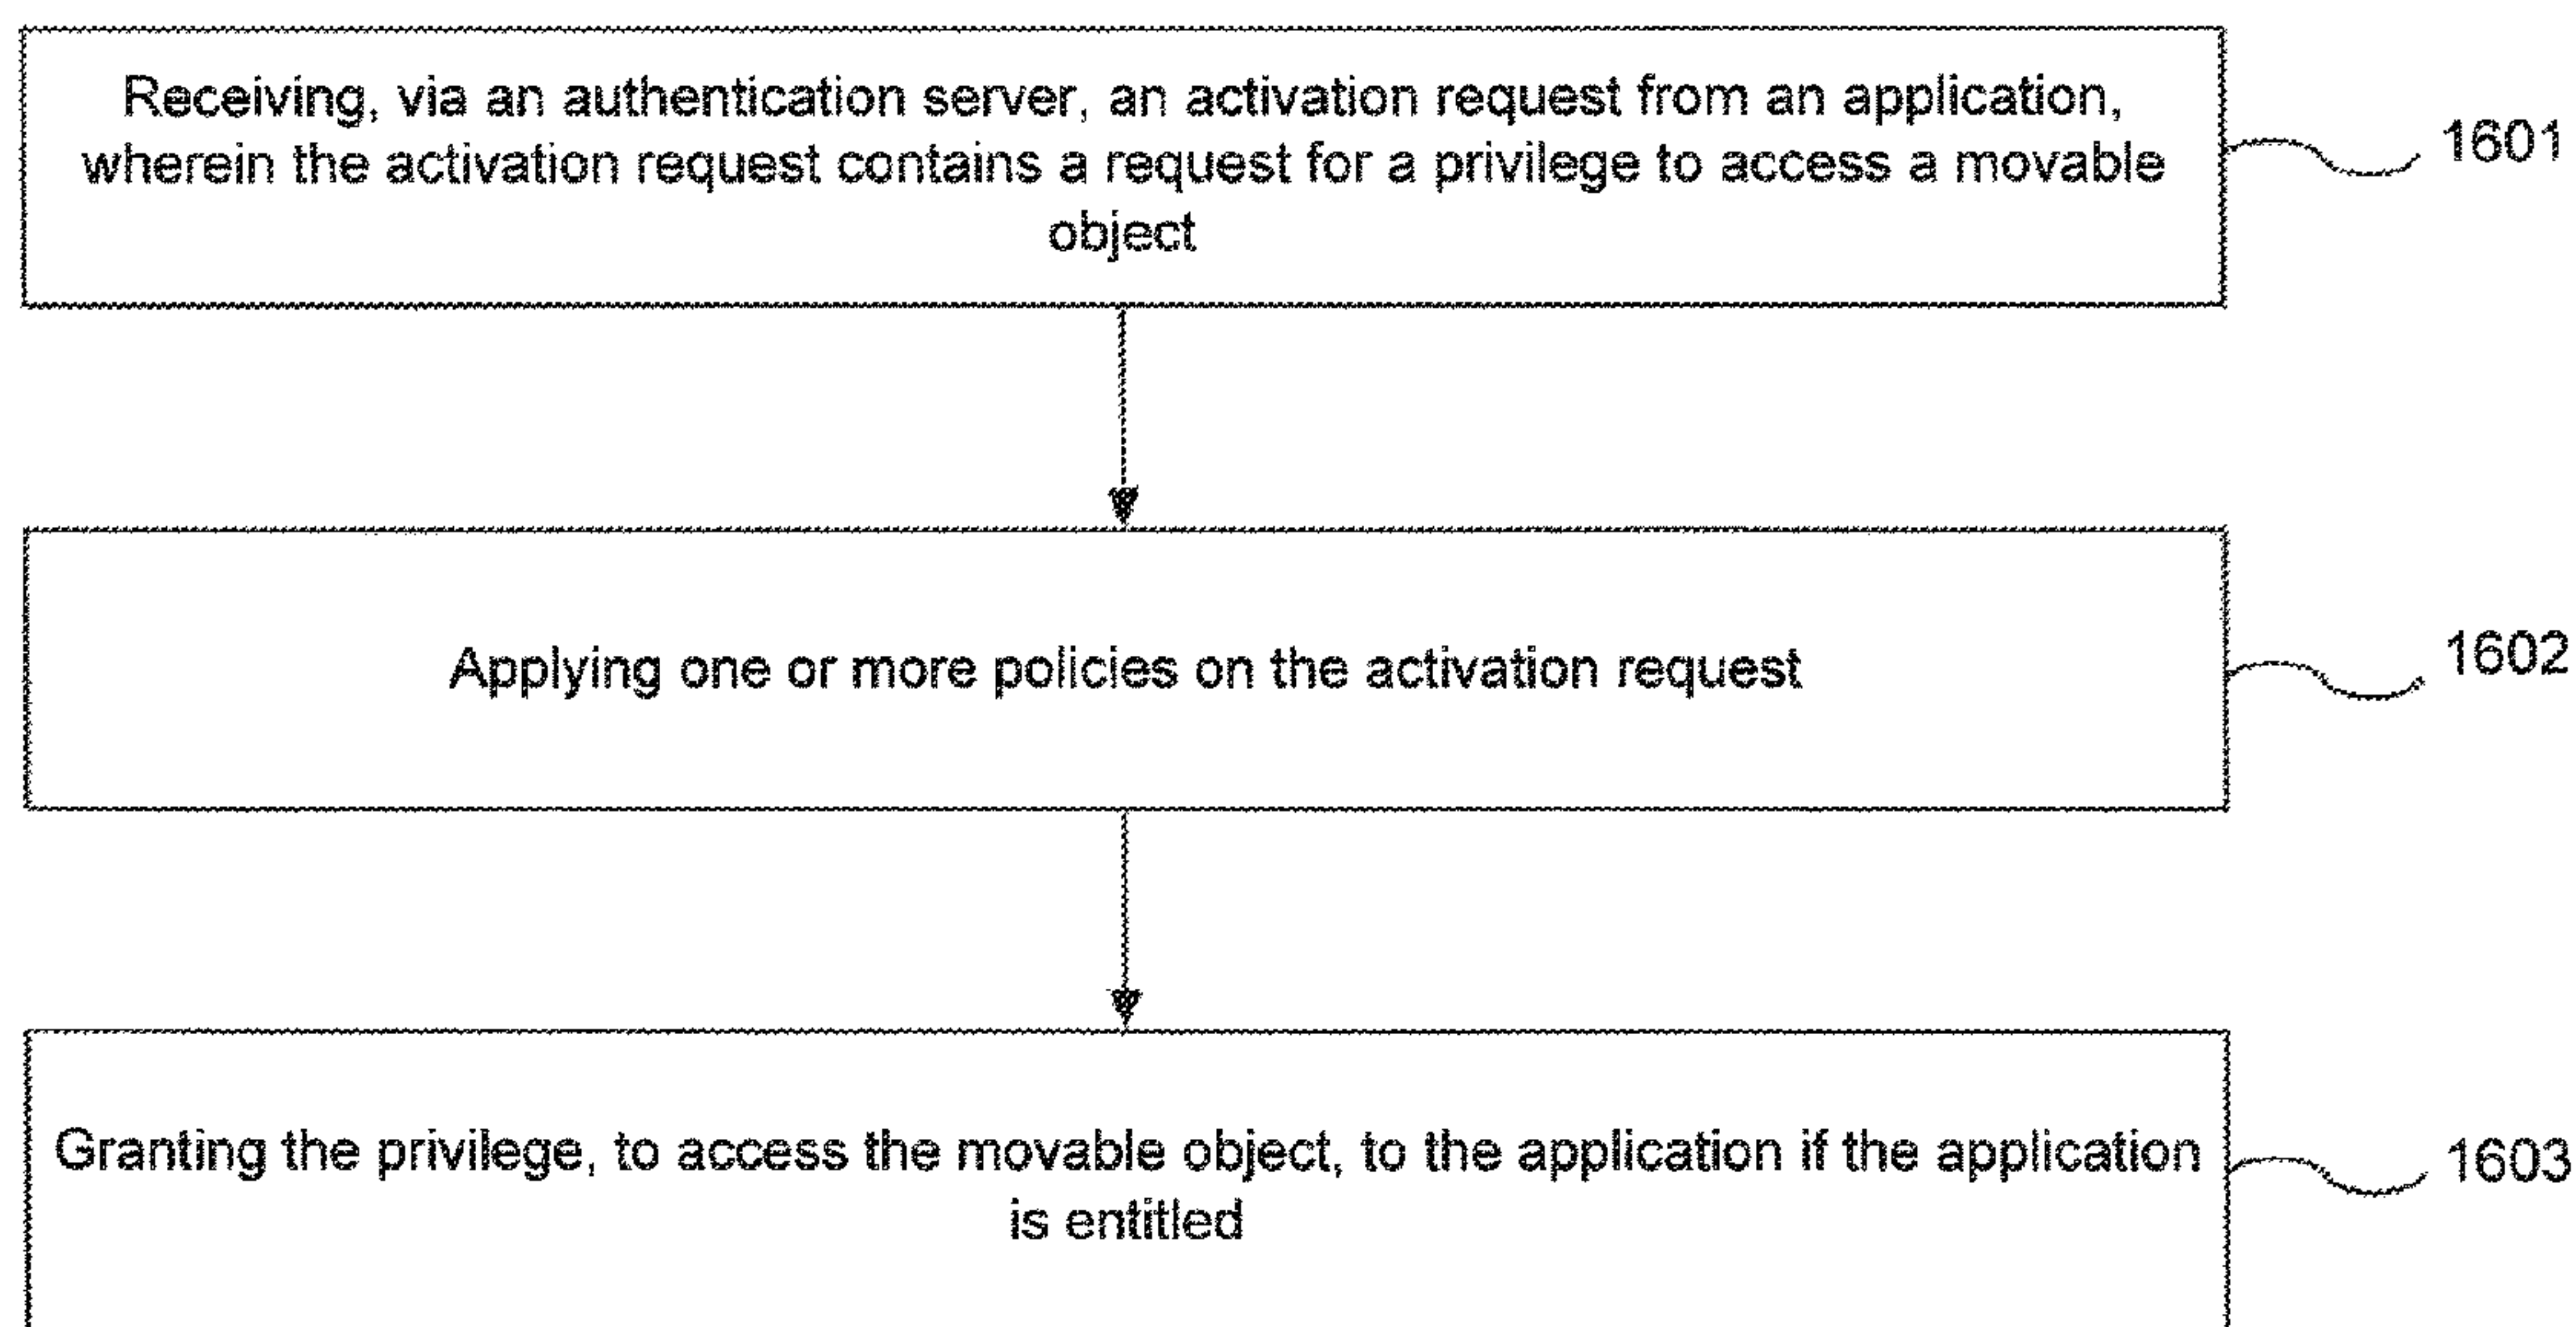 Receiving, via an authentication server, an activation request from an application,
wherein the activation request contains a request for a privilege to access a movable
object
1601
Applying one or more policies on the activation request
1602
Granting the privilege, to access the movable object, to the application if the application
is entitled
1603